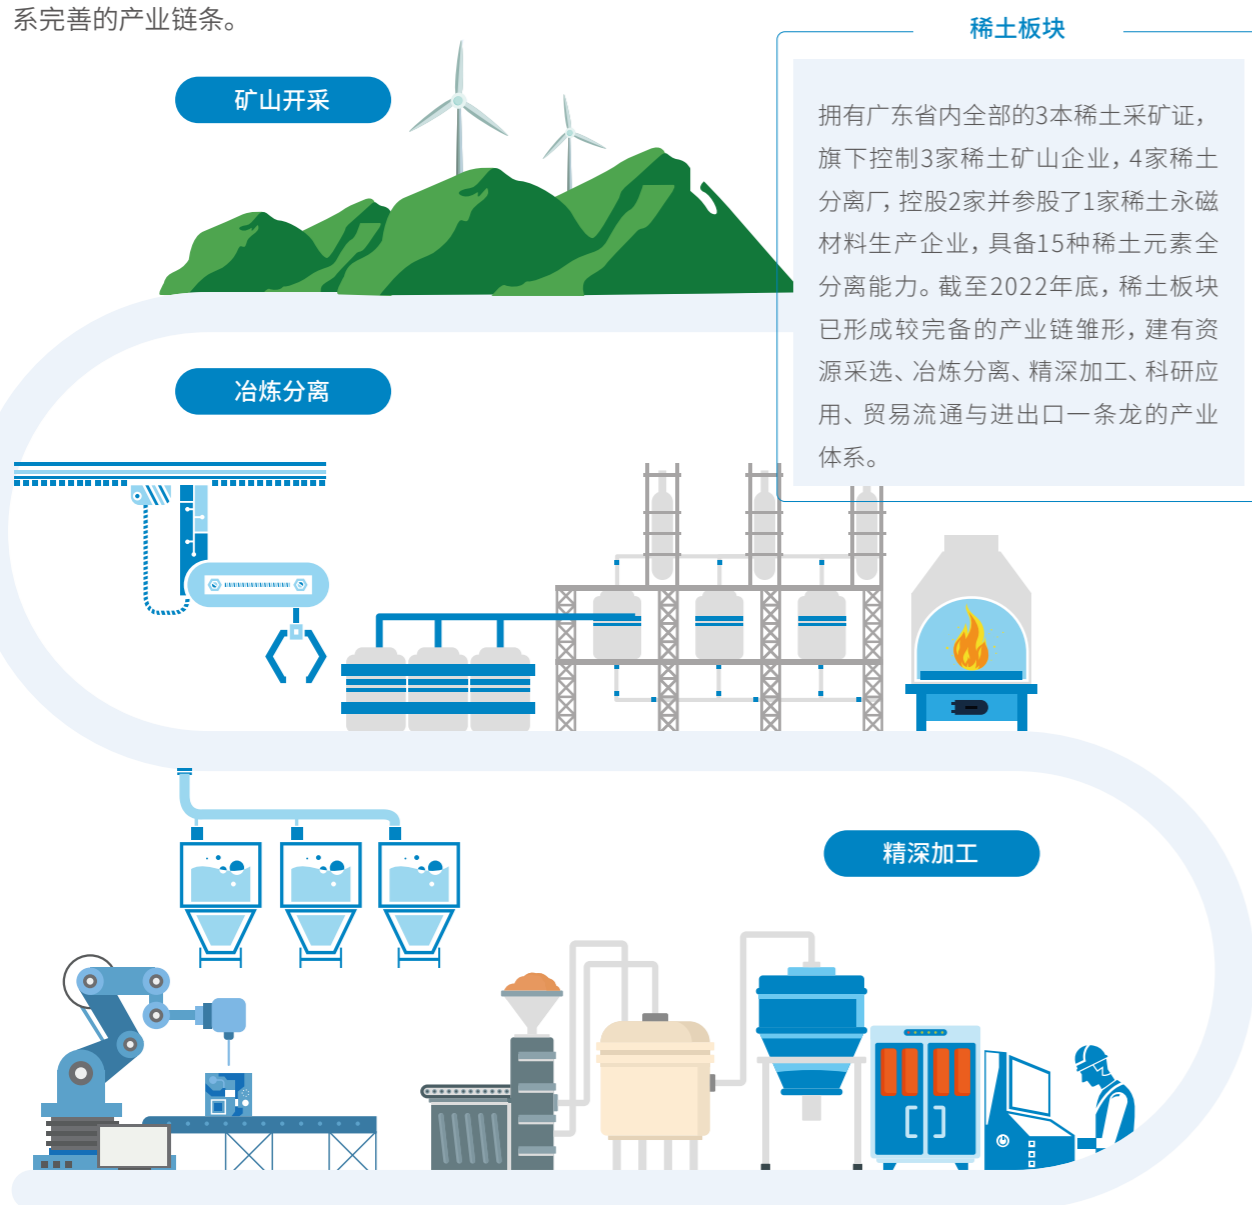 系完善的产业链条。
稀土板块
矿山开采
拥有广东省内全部的3本稀土采矿证，
旗下控制3家稀土矿山企业，4家稀土
分离厂，控股2家并参股了1家稀土永磁
材料生产企业，具备15种稀土元素全
分离能力。截至2022年底，稀土板块
已形成较完备的产业链雏形，建有资
源采选、冶炼分离、精深加工、科研应
用、贸易流通与进出口一条龙的产业
体系。
冶炼分离
精深加工